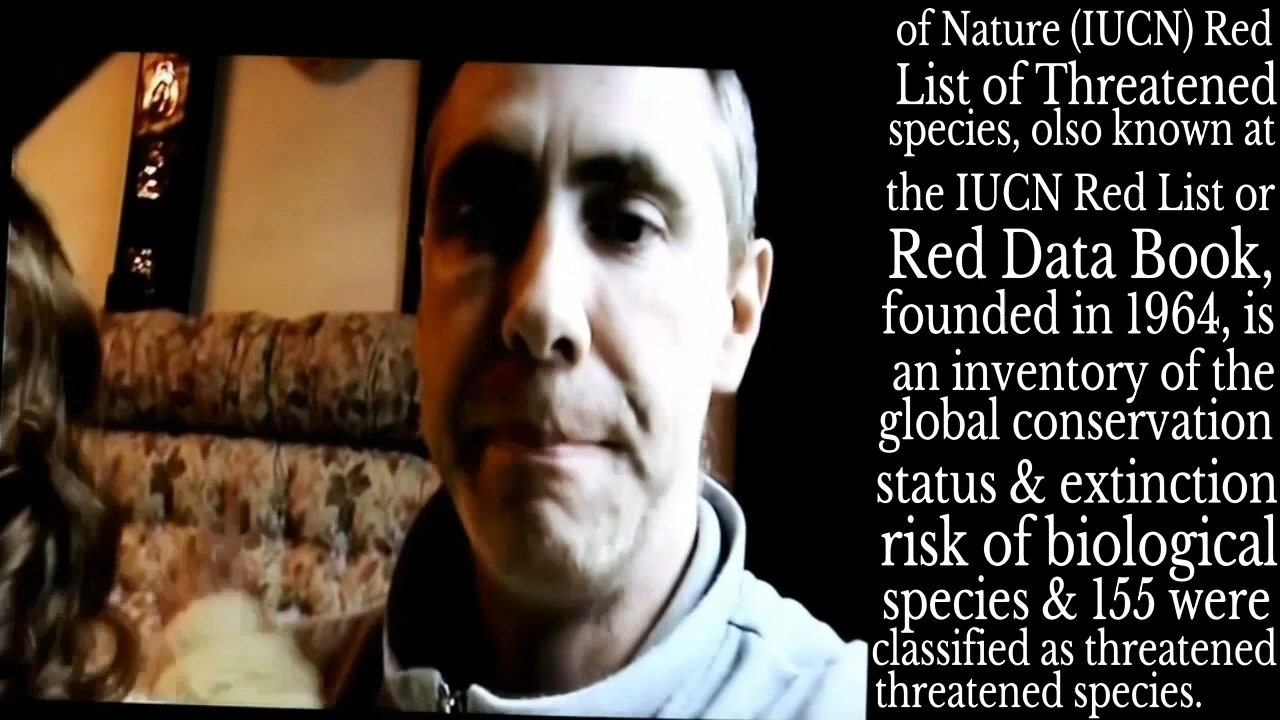 of Nature (IUCN) Red
List of Threatened
species, olso known at
the IUCN Red List or
Red Data Book,
founded in 1964, is
an inventory of the
global conservation
status & extinction
risk of biological
species & 155 were
classified as threatened
threatened species.